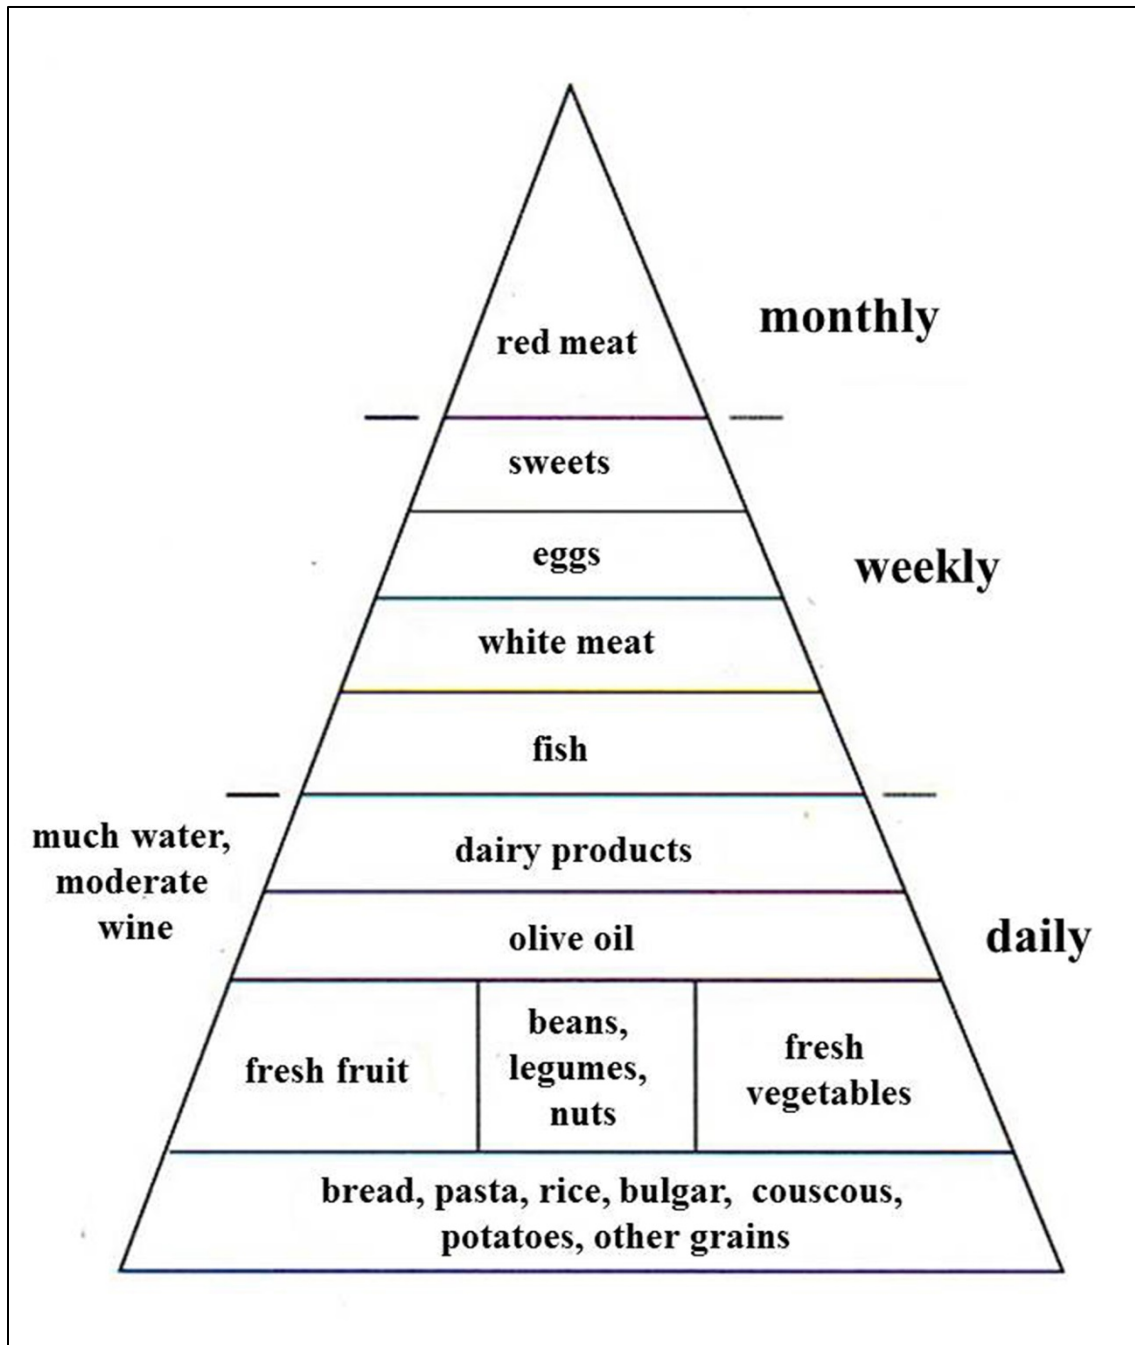 monthly
red meat
sweets
eggs
weekly
white meat
fish
much water,
moderate
wine
dairy products
olive oil
daily
fresh fruit
beans,
legumes,
nuts
fresh
vegetables
bread, pasta, rice, bulgar, couscous,
potatoes, other grains